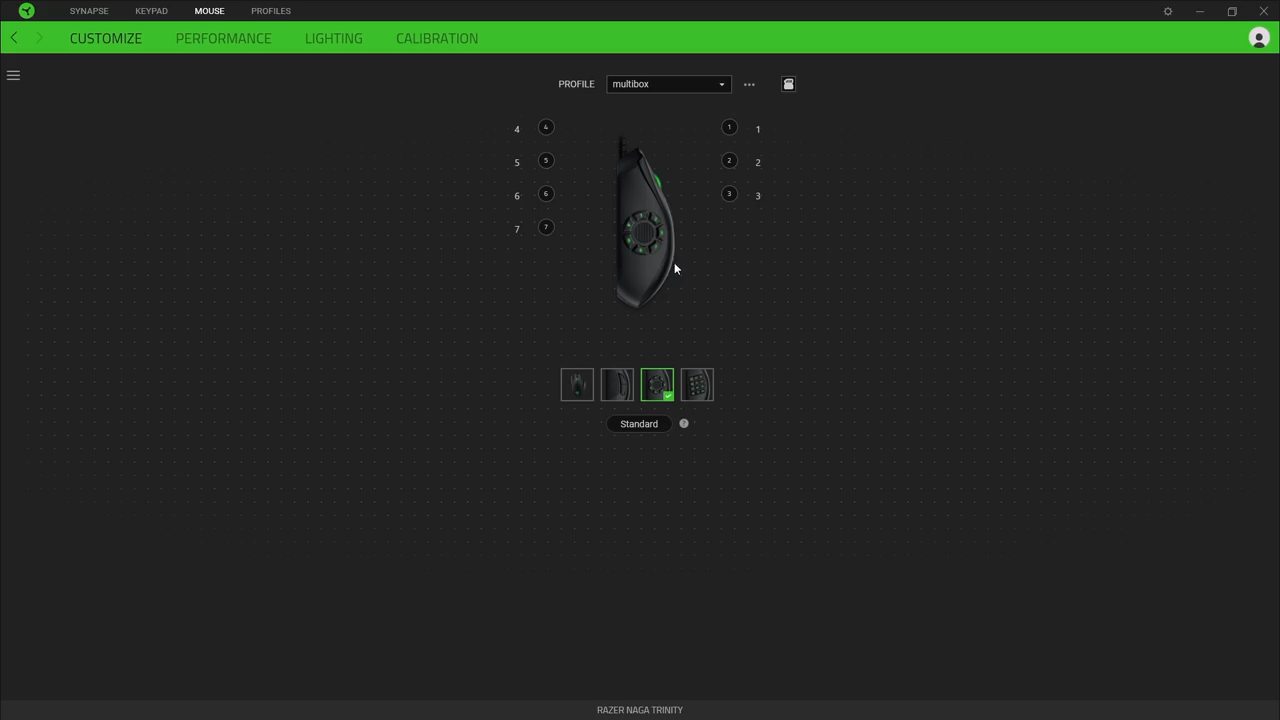 SYNAPSE KEYPAD MOUSE PROFILES
CUSTOMIZE PERFORMANCE LIGHTING CALIBRATION
PROFILE multibox
4 4 1 1
5 5 2 2
6 6 3 3
7 7
Standard ?
RAZER NAGA TRINITY